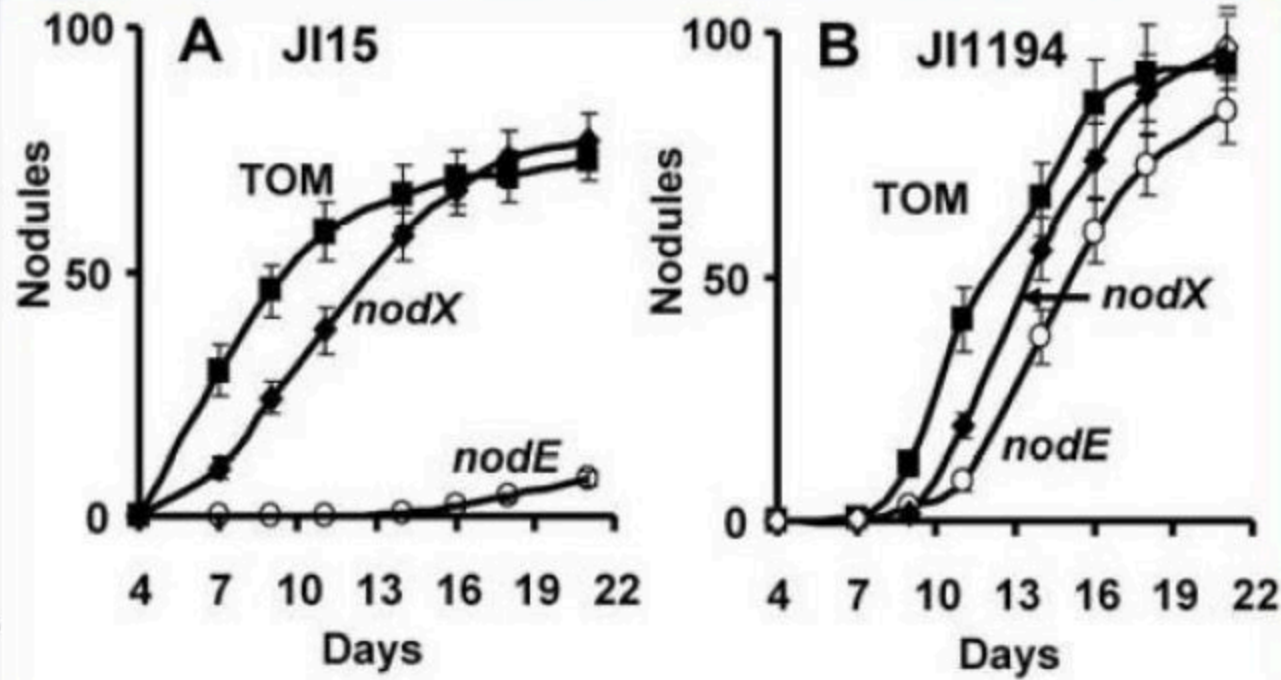 A JI15
100
50
0
Nodules
TOM
nodX
nodE
4 7 10 13 16 19 22
Days
B JI1194
100
50
0
Nodules
TOM
nodX
nodE
4 7 10 13 16 19 22
Days